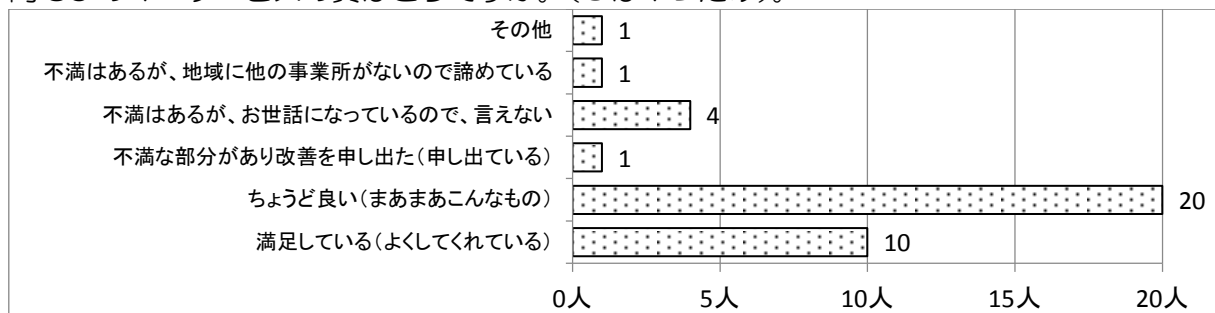 その他 1
不満はあるが、地域に他の事業所がないので諦めている 1
不満はあるが、お世話になっているので、言えない 4
不満な部分があり改善を申し出た(申し出ている) 1
ちょうど良い(まあまあこんなもの) 20
満足している(よくしてくれている) 10
0人 5人 10人 15人 20人